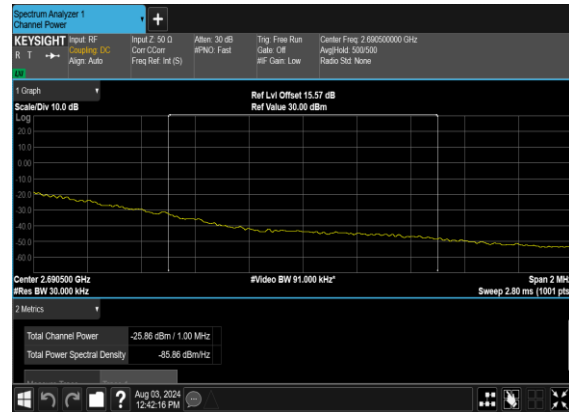 Spectrum Analyzer 1
Channel Power
+
KEYSIGHT
R T
LW
Input: RF
Coupling: DC
Align: Auto
Input Z: 50 Ω
Corr CCorr
Freq Ref: Int (S)
Atten: 30 dB
#PNO: Fast
Trig: Free Run
Gate: Off
#IF Gain: Low
Center Freq: 2.690500000 GHz
Avg|Hold: 500/500
Radio Std: None
1 Graph
Scale/Div 10.0 dB
Ref Lvl Offset 15.57 dB
Ref Value 30.00 dBm
Log
20.0
10.0
0.00
-10.0
-20.0
-30.0
-40.0
-50.0
-60.0
Center 2.690500 GHz
#Res BW 30.000 kHz
#Video BW 91.000 kHz*
Span 2 MHz
Sweep 2.80 ms (1001 pts
2 Metrics
Total Channel Power -25.86 dBm / 1.00 MHz
Total Power Spectral Density -85.86 dBm/Hz
?
Aug 03, 2024
12:42:16 PM